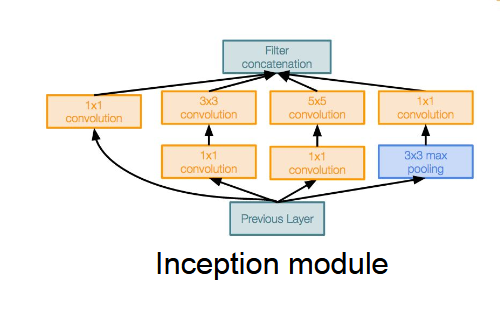 Filter
concatenation
1x1
convolution
3x3
convolution
5x5
convolution
1x1
convolution
1x1
convolution
1x1
convolution
3x3 max
pooling
Previous Layer
Inception module